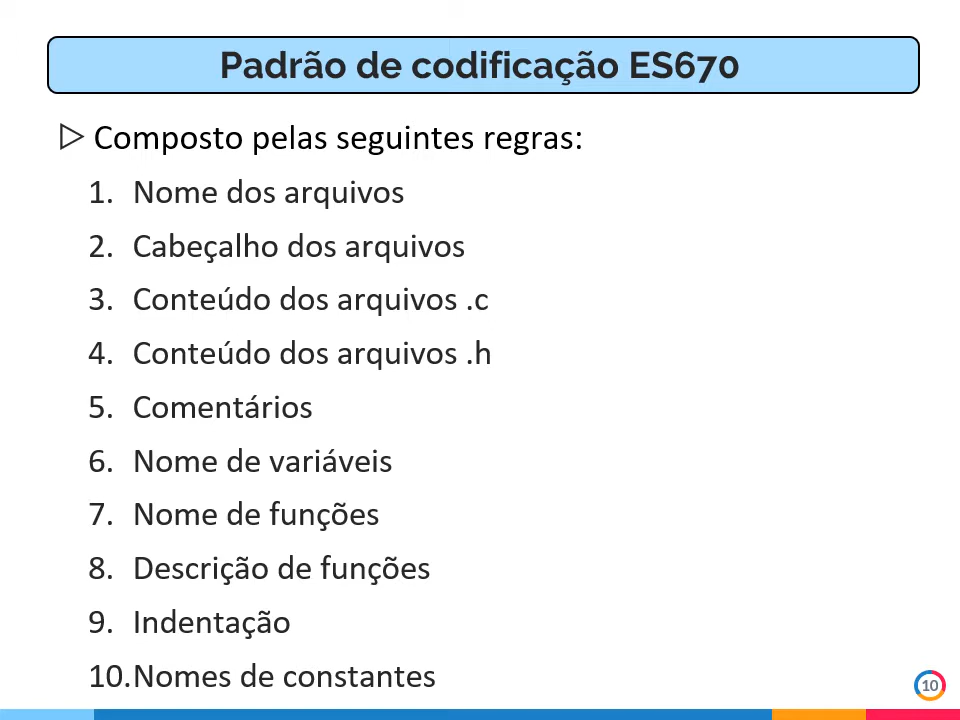 Padrão de codificação ES670
Composto pelas seguintes regras:
1. Nome dos arquivos
2. Cabeçalho dos arquivos
3. Conteúdo dos arquivos .c
4. Conteúdo dos arquivos .h
5. Comentários
6. Nome de variáveis
7. Nome de funções
8. Descrição de funções
9. Indentação
10.Nomes de constantes
10